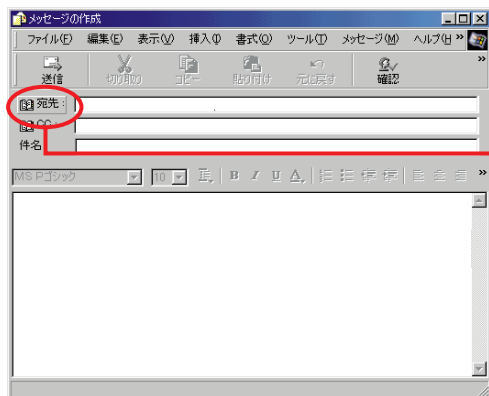 メッセージの作成
ファイル(F) 編集(E) 表示(V) 挿入(I) 書式(O) ツール(T) メッセージ(M) ヘルプ(H »
送信 切り取り コピー 貼り付け 元に戻す 確認 »
宛先:
CC:
件名
MS Pゴシック 10 B I U A »